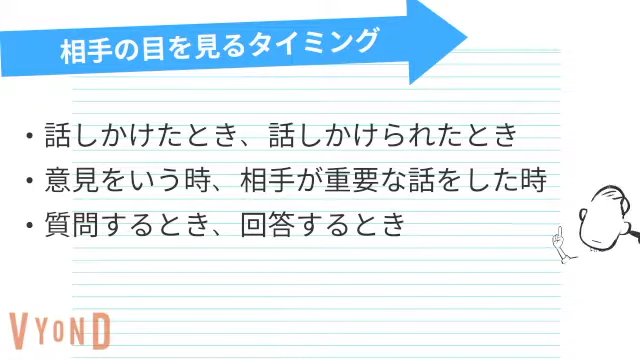 相手の目を見るタイミング
・話しかけたとき、話しかけられたとき
・意見をいう時、相手が重要な話をした時
・質問するとき、回答するとき
VYOND